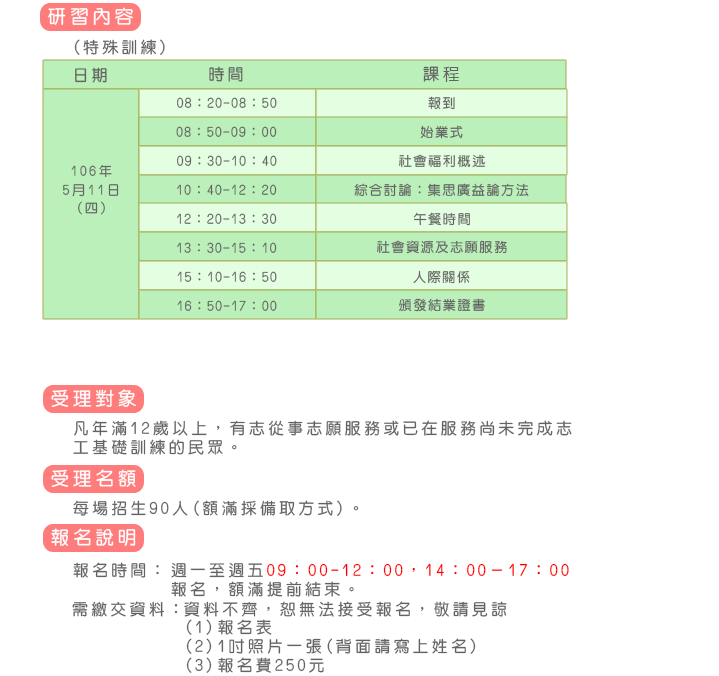 研習內容
(特殊訓練)
日期 時間 課程
106年
5月11日
(四)
08：20-08：50 報到
08：50-09：00 始業式
09：30-10：40 社會福利概述
10：40-12：20 綜合討論：集思廣益論方法
12：20-13：30 午餐時間
13：30-15：10 社會資源及志願服務
15：10-16：50 人際關係
16：50-17：00 頒發結業證書
受理對象
凡年滿12歲以上，有志從事志願服務或已在服務尚未完成志
工基礎訓練的民眾。
受理名額
每場招生90人(額滿採備取方式)。
報名說明
報名時間：週一至週五09：00-12：00，14：00－17：00
報名，額滿提前結束。
需繳交資料：資料不齊，恕無法接受報名，敬請見諒
(1)報名表
(2)1吋照片一張(背面請寫上姓名)
(3)報名費250元